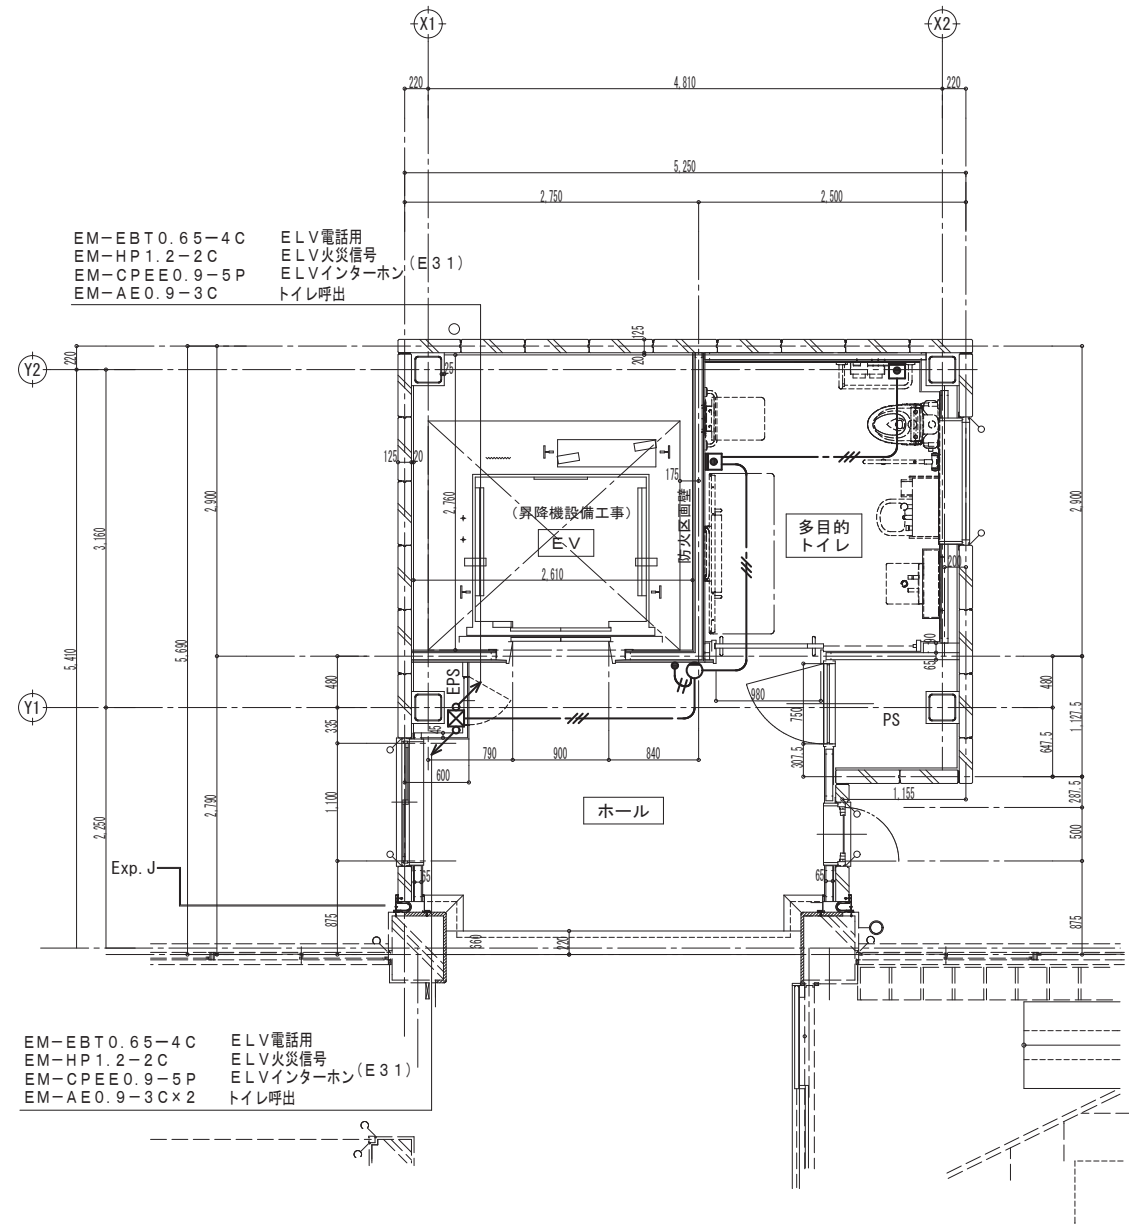 X1
X2
220
4,810
220
5,250
2,750
2,500
EM-EBT0.65-4C ELV電話用
EM-HP1.2-2C ELV火災信号
EM-CPEE0.9-5P ELVインターホン (E31)
EM-AE0.9-3C トイレ呼出
125
20
220
Y2
25
125
20
175
2,760
2,900
3,160
2,900
(昇降機設備工事)
EV
防火区画壁
多目的
トイレ
2,610
200
5,690
5,410
65
480
EPS
980
480
Y1
PS
750
1,127.5
335
45
647.5
790
900
840
307.5
600
1,155
287.5
1,100
ホール
2,790
2,250
500
Exp.J
65
65
875
660
220
875
EM-EBT0.65-4C ELV電話用
EM-HP1.2-2C ELV火災信号
EM-CPEE0.9-5P ELVインターホン (E31)
EM-AE0.9-3C×2 トイレ呼出